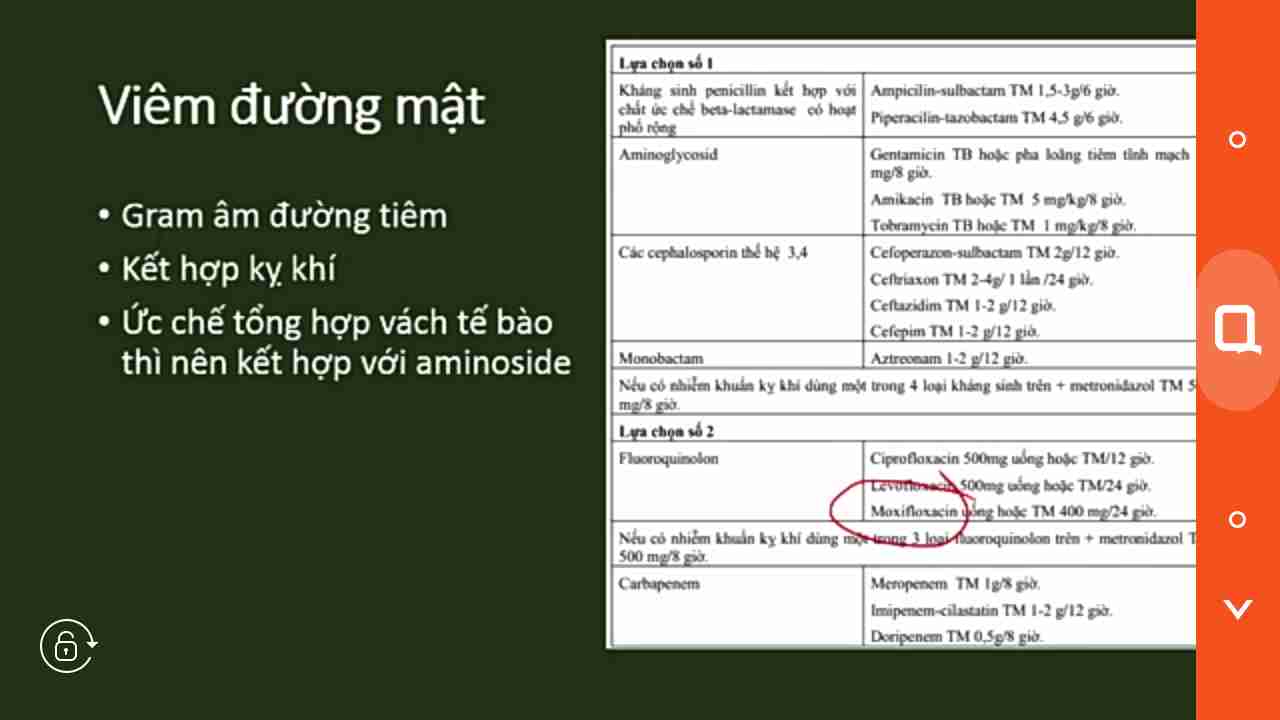 Viêm đường mật
• Gram âm đường tiêm
• Kết hợp kỵ khí
• Ức chế tổng hợp vách tế bào
thì nên kết hợp với aminoside
Lựa chọn số 1
Kháng sinh penicillin kết hợp với
chất ức chế beta-lactamase có hoạt
phổ rộng
Ampicilin-sulbactam TM 1,5-3g/6 giờ.
Piperacilin-tazobactam TM 4,5 g/6 giờ.
Aminoglycosid
Gentamicin TB hoặc pha loãng tiêm tĩnh mạch
mg/8 giờ.
Amikacin TB hoặc TM 5 mg/kg/8 giờ.
Tobramycin TB hoặc TM 1 mg/kg/8 giờ.
Các cephalosporin thế hệ 3,4
Cefoperazon-sulbactam TM 2g/12 giờ.
Ceftriaxon TM 2-4g/ 1 lần /24 giờ.
Ceftazidim TM 1-2 g/12 giờ.
Cefepim TM 1-2 g/12 giờ.
Monobactam
Aztreonam 1-2 g/12 giờ.
Nếu có nhiễm khuẩn kỵ khí dùng một trong 4 loại kháng sinh trên + metronidazol TM 5
mg/8 giờ.
Lựa chọn số 2
Fluoroquinolon
Ciprofloxacin 500mg uống hoặc TM/12 giờ.
Levofloxacin 500mg uống hoặc TM/24 giờ.
Moxifloxacin uống hoặc TM 400 mg/24 giờ.
Nếu có nhiễm khuẩn kỵ khí dùng một trong 3 loại fluoroquinolon trên + metronidazol T
500 mg/8 giờ.
Carbapenem
Meropenem TM 1g/8 giờ.
Imipenem-cilastatin TM 1-2 g/12 giờ.
Doripenem TM 0,5g/8 giờ.